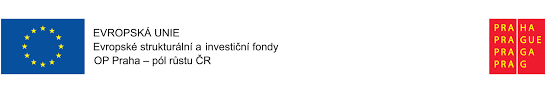 EVROPSKÁ UNIE
Evropské strukturální a investiční fondy
OP Praha – pól růstu ČR
PRA HA
PRA GUE
PRA GA
PRA G